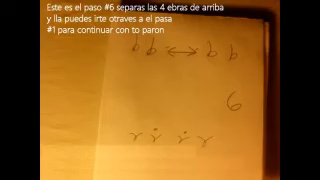 Este es el paso #6 separas las 4 ebras de arriba
y lla puedes irte otraves a el pasa
#1 para continuar con to paron
b b ↔ b b
6
r r r r